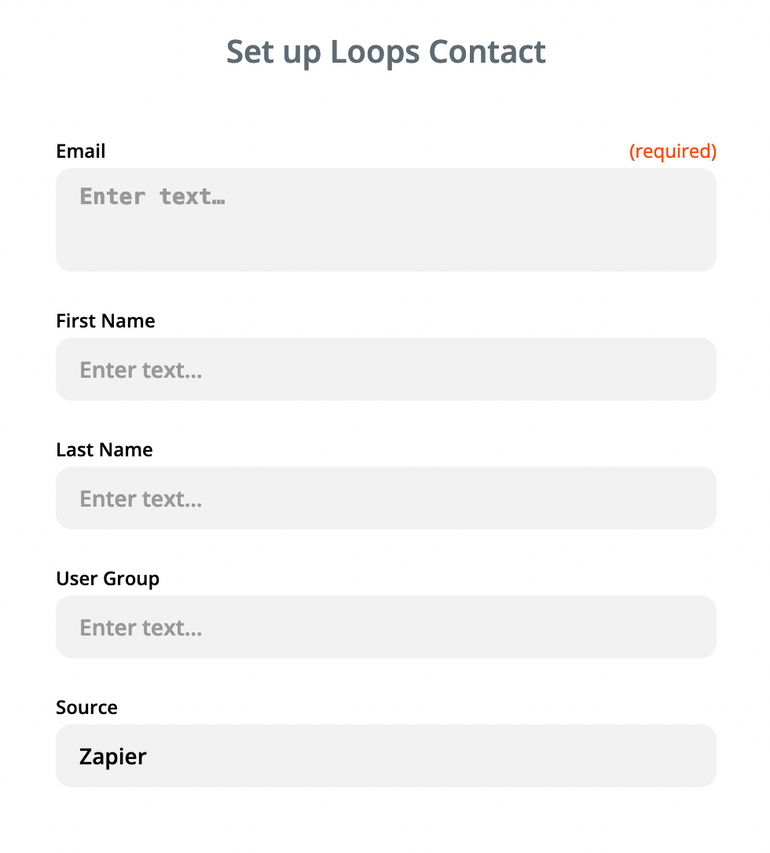 Set up Loops Contact
Email (required)
Enter text…
First Name
Enter text...
Last Name
Enter text...
User Group
Enter text...
Source
Zapier